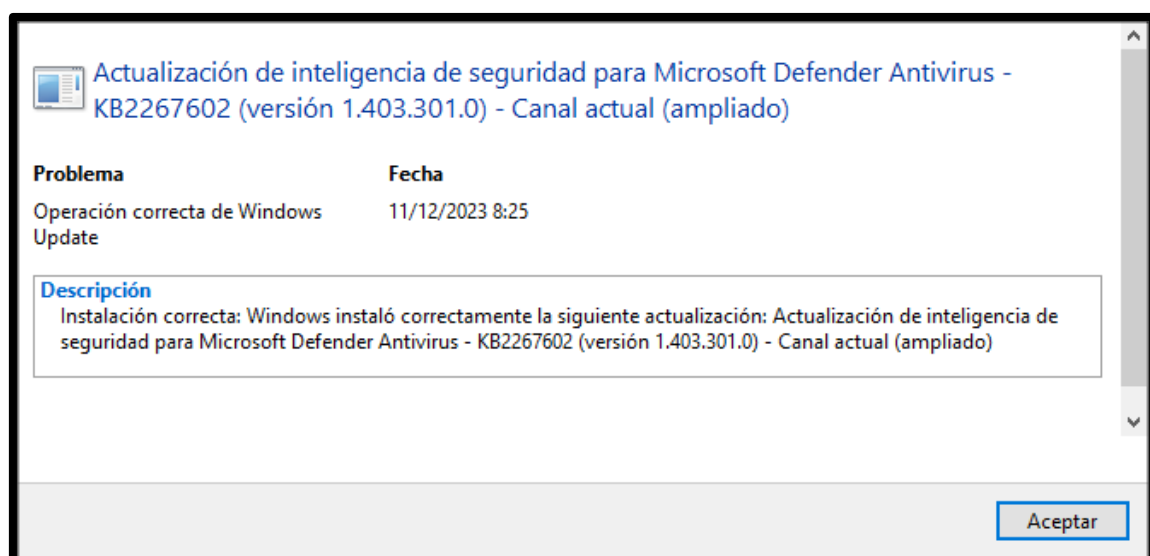 Actualización de inteligencia de seguridad para Microsoft Defender Antivirus -
KB2267602 (versión 1.403.301.0) - Canal actual (ampliado)
Problema Fecha
Operación correcta de Windows 11/12/2023 8:25
Update
Descripción
Instalación correcta: Windows instaló correctamente la siguiente actualización: Actualización de inteligencia de
seguridad para Microsoft Defender Antivirus - KB2267602 (versión 1.403.301.0) - Canal actual (ampliado)
Aceptar